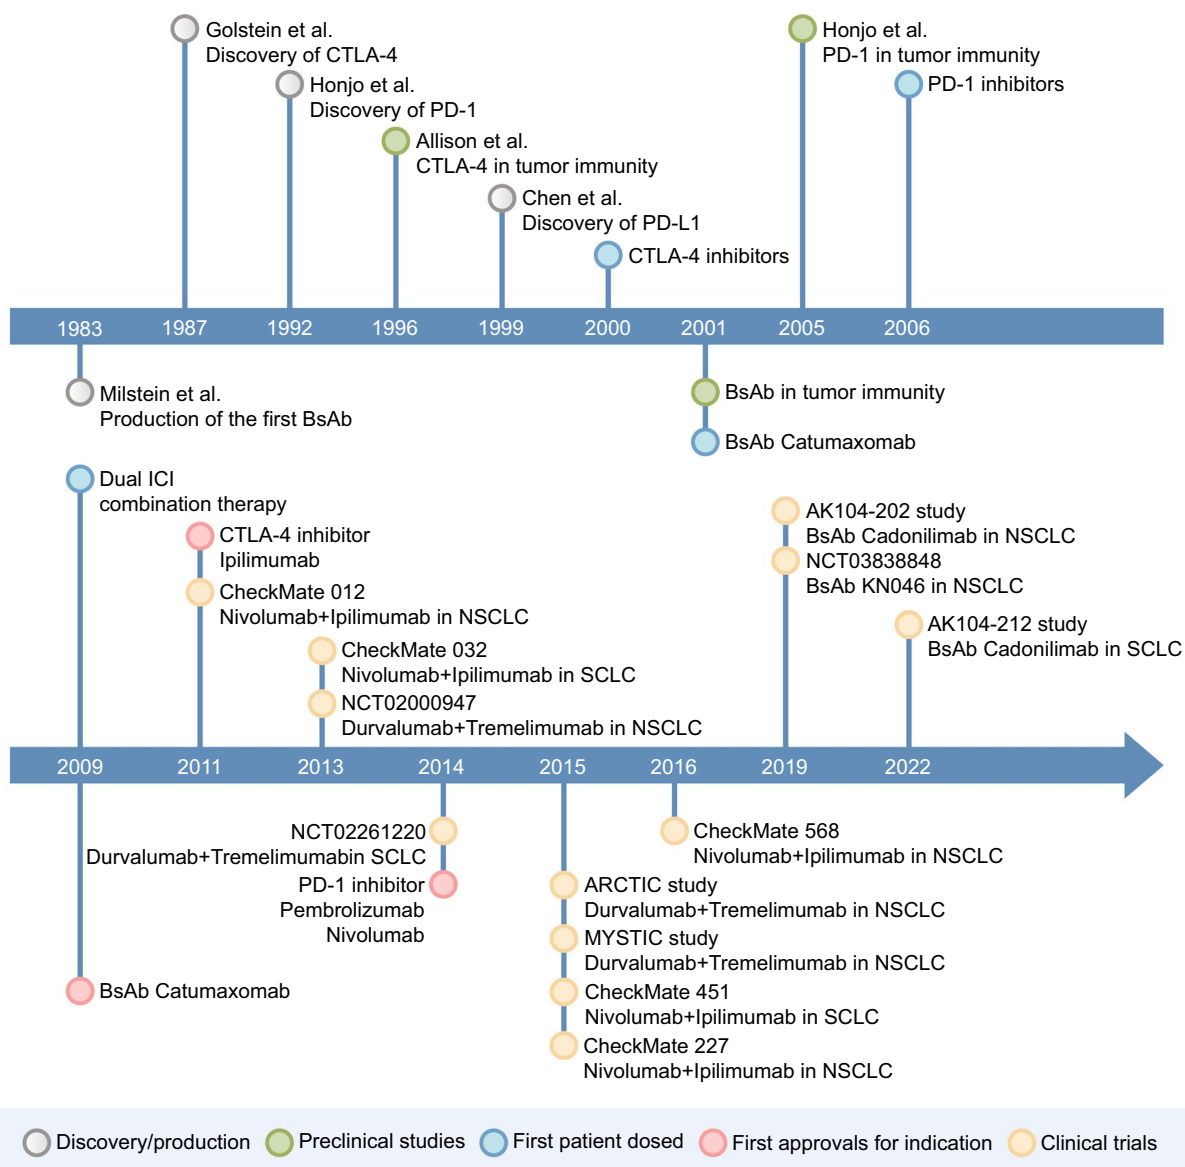 Golstein et al.
Discovery of CTLA-4
Honjo et al.
Discovery of PD-1
Allison et al.
CTLA-4 in tumor immunity
Chen et al.
Discovery of PD-L1
CTLA-4 inhibitors
Honjo et al.
PD-1 in tumor immunity
PD-1 inhibitors
1983 1987 1992 1996 1999 2000 2001 2005 2006
Milstein et al.
Production of the first BsAb
BsAb in tumor immunity
BsAb Catumaxomab
Dual ICI
combination therapy
CTLA-4 inhibitor
Ipilimumab
CheckMate 012
Nivolumab+Ipilimumab in NSCLC
CheckMate 032
Nivolumab+Ipilimumab in SCLC
NCT02000947
Durvalumab+Tremelimumab in NSCLC
AK104-202 study
BsAb Cadonilimab in NSCLC
NCT03838848
BsAb KN046 in NSCLC
AK104-212 study
BsAb Cadonilimab in SCLC
2009 2011 2013 2014 2015 2016 2019 2022
BsAb Catumaxomab
NCT02261220
Durvalumab+Tremelimumabin SCLC
PD-1 inhibitor
Pembrolizumab
Nivolumab
ARCTIC study
Durvalumab+Tremelimumab in NSCLC
MYSTIC study
Durvalumab+Tremelimumab in NSCLC
CheckMate 451
Nivolumab+Ipilimumab in SCLC
CheckMate 227
Nivolumab+Ipilimumab in NSCLC
CheckMate 568
Nivolumab+Ipilimumab in NSCLC
Discovery/production Preclinical studies First patient dosed First approvals for indication Clinical trials